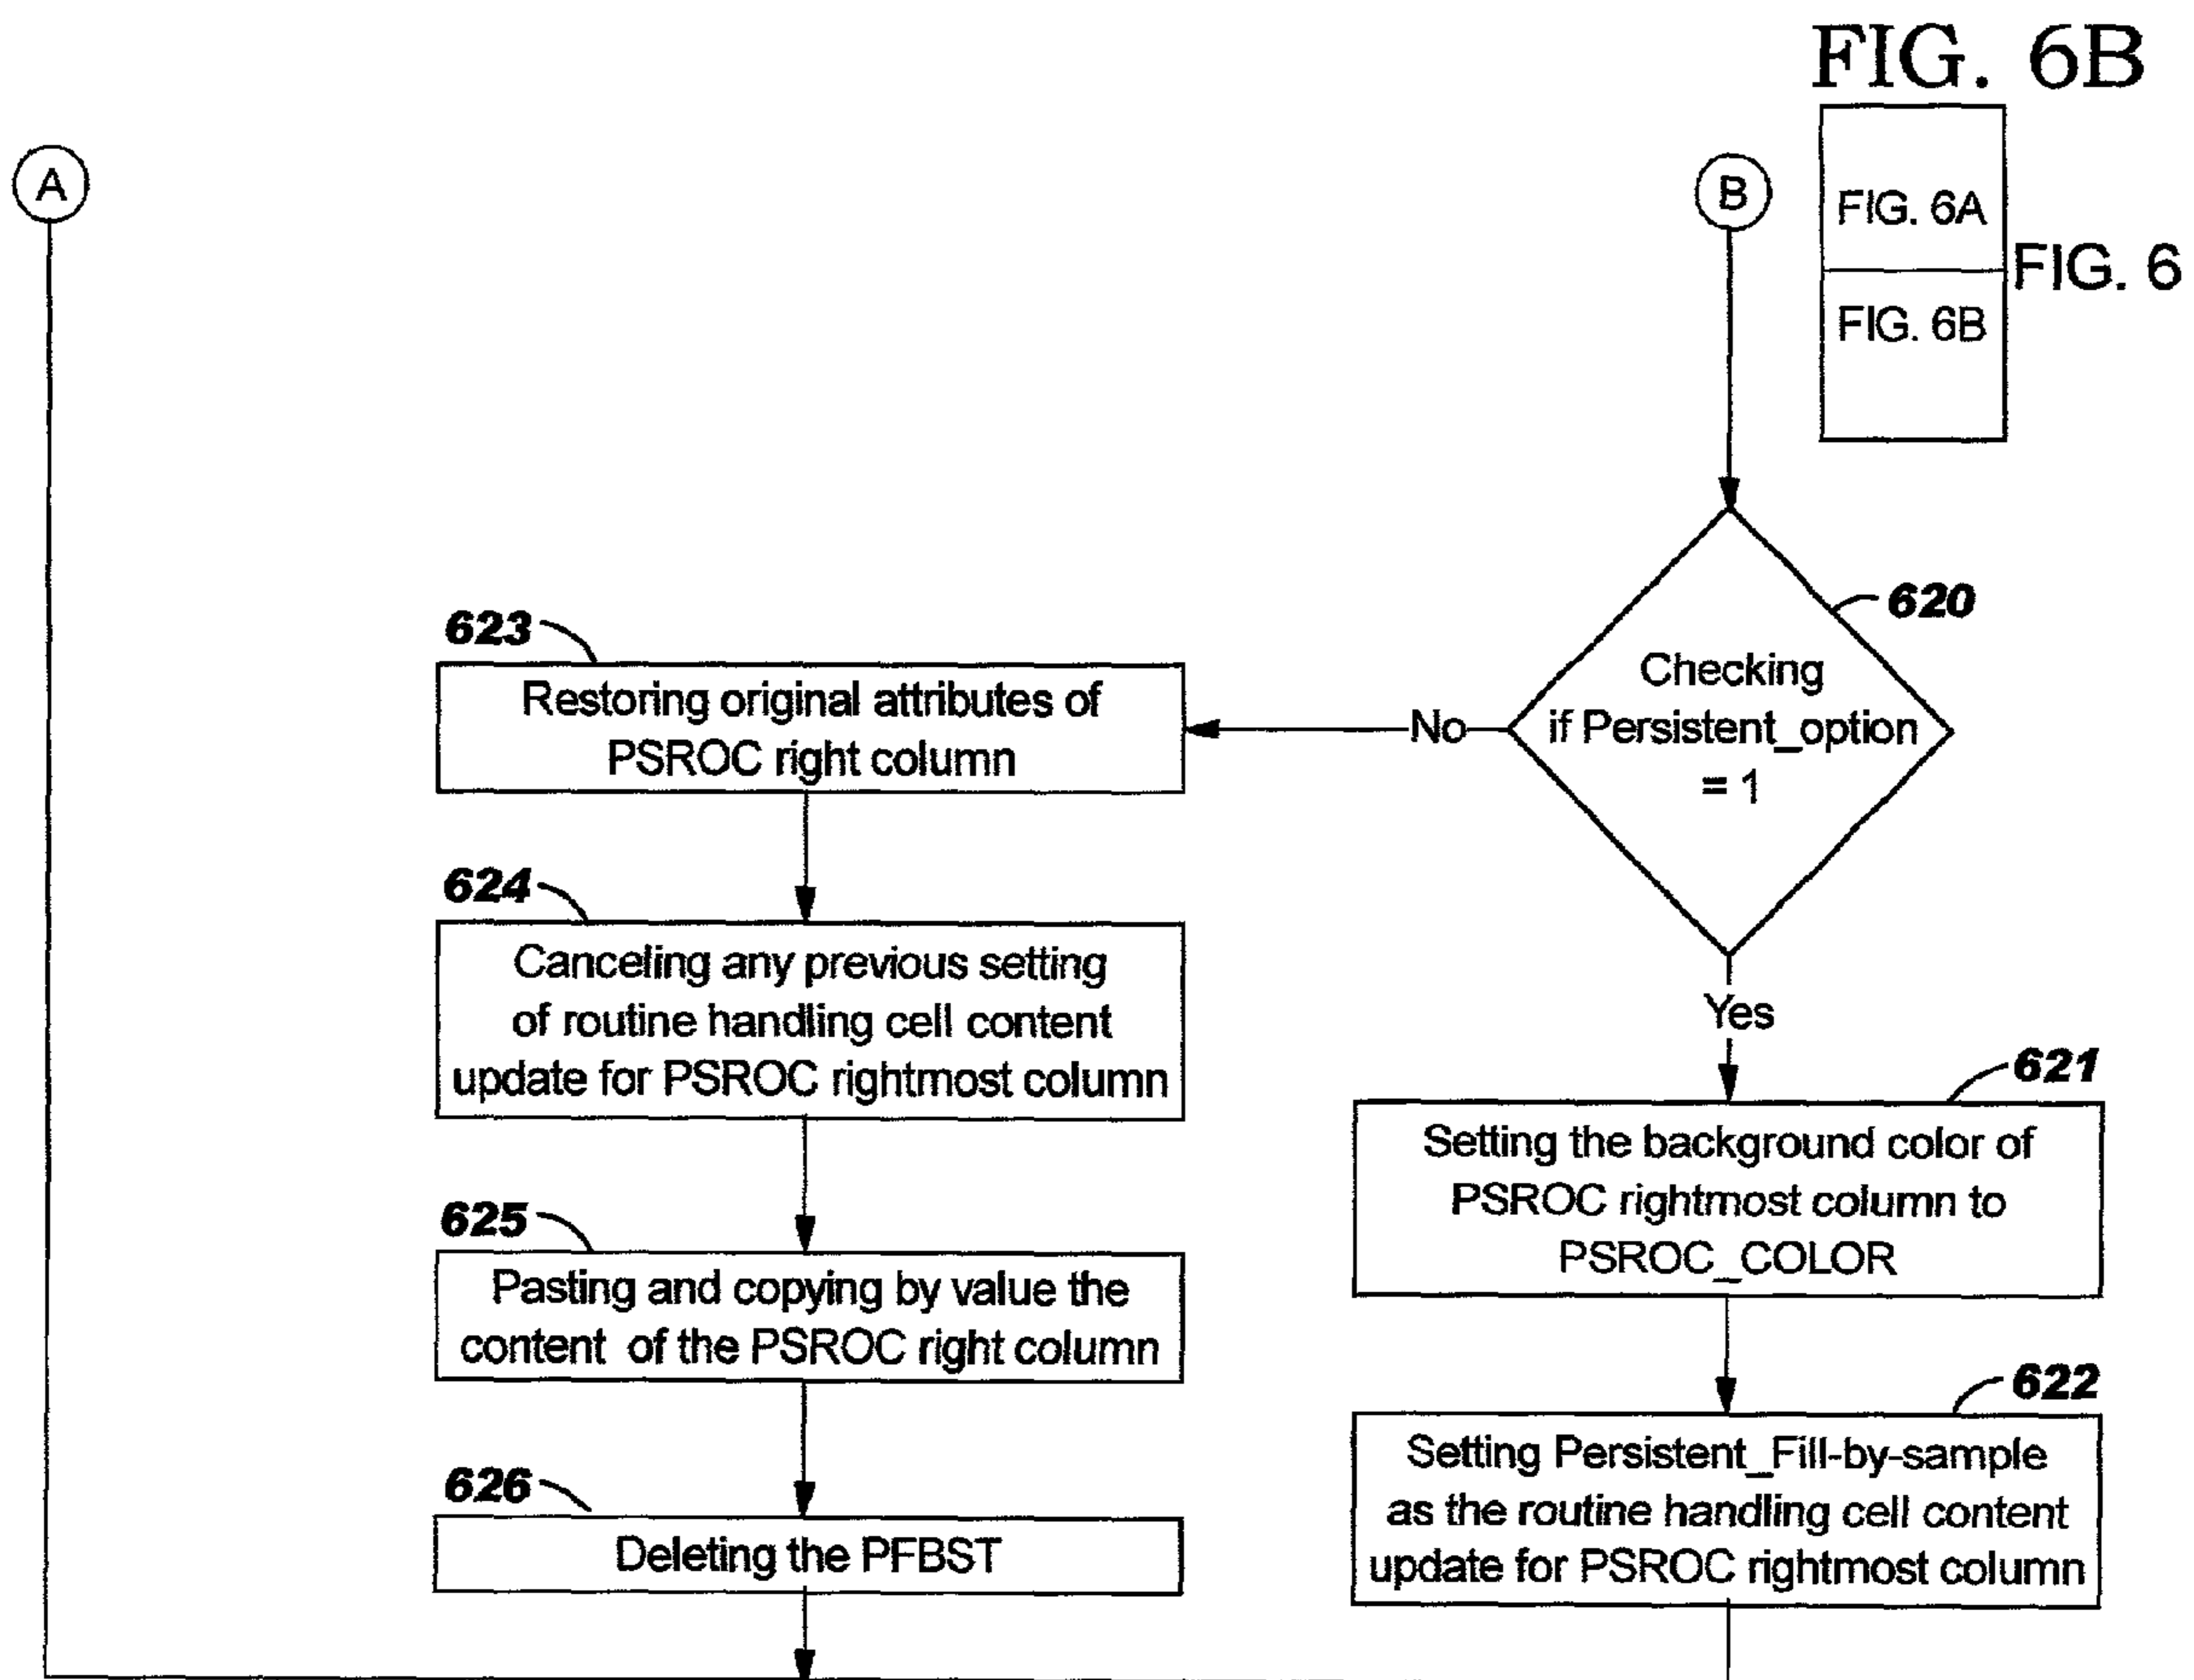 FIG. 6B
A
B
FIG. 6A
FIG. 6
FIG. 6B
620
Checking
if Persistent_option
= 1
No
Yes
623
Restoring original attributes of
PSROC right column
624
Canceling any previous setting
of routine handling cell content
update for PSROC rightmost column
625
Pasting and copying by value the
content of the PSROC right column
626
Deleting the PFBST
621
Setting the background color of
PSROC rightmost column to
PSROC_COLOR
622
Setting Persistent_Fill-by-sample
as the routine handling cell content
update for PSROC rightmost column